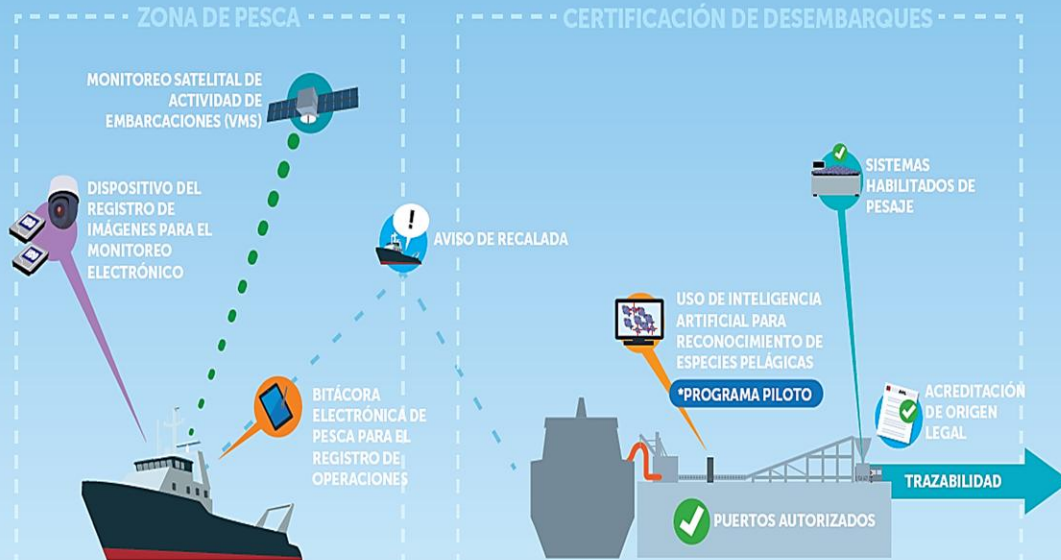 ZONA DE PESCA
CERTIFICACIÓN DE DESEMBARQUES
MONITOREO SATELITAL DE
ACTIVIDAD DE
EMBARCACIONES (VMS)
DISPOSITIVO DEL
REGISTRO DE
IMÁGENES PARA EL
MONITOREO
ELECTRÓNICO
AVISO DE RECALADA
BITÁCORA
ELECTRÓNICA DE
PESCA PARA EL
REGISTRO DE
OPERACIONES
SISTEMAS
HABILITADOS DE
PESAJE
USO DE INTELIGENCIA
ARTIFICIAL PARA
RECONOCIMIENTO DE
ESPECIES PELÁGICAS
*PROGRAMA PILOTO
ACREDITACIÓN
DE ORIGEN
LEGAL
TRAZABILIDAD
PUERTOS AUTORIZADOS